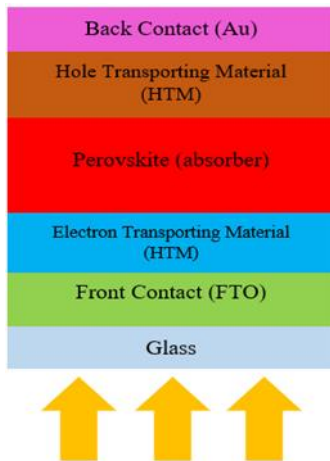 Back Contact (Au)
Hole Transporting Material
(HTM)
Perovskite (absorber)
Electron Transporting Material
(HTM)
Front Contact (FTO)
Glass